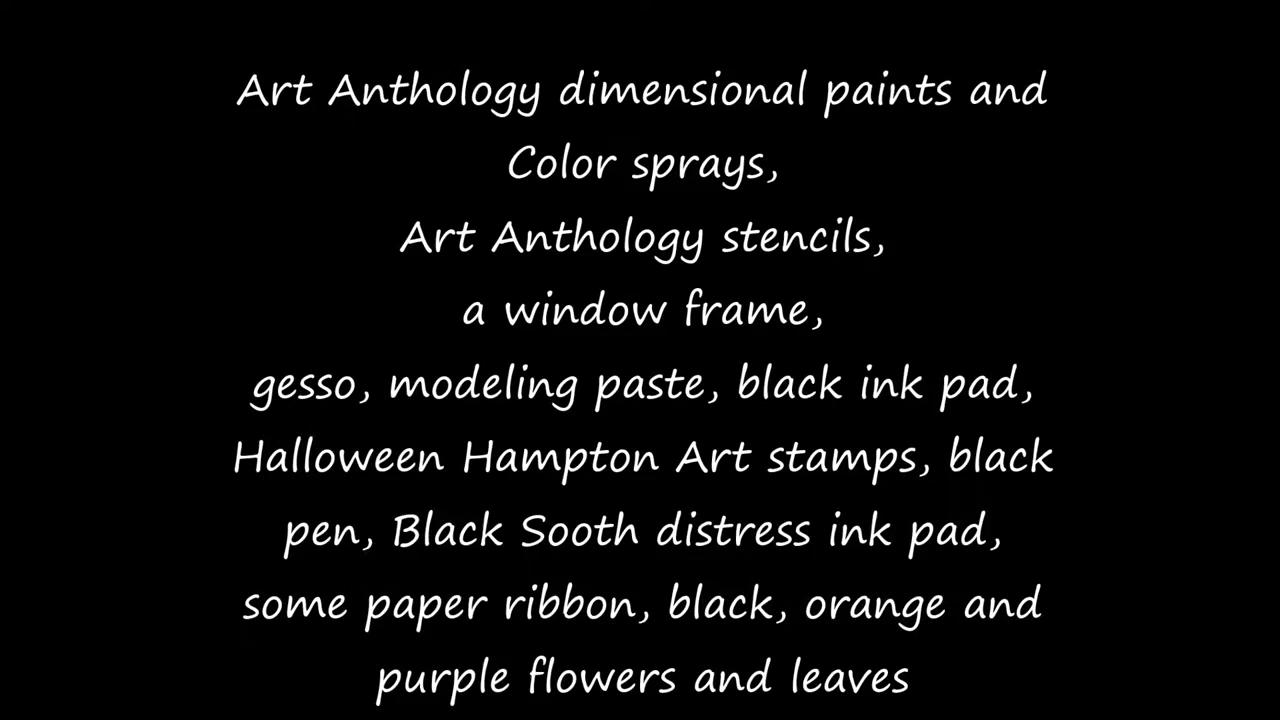 Art Anthology dimensional paints and
Color sprays,
Art Anthology stencils,
a window frame,
gesso, modeling paste, black ink pad,
Halloween Hampton Art stamps, black
pen, Black Sooth distress ink pad,
some paper ribbon, black, orange and
purple flowers and leaves